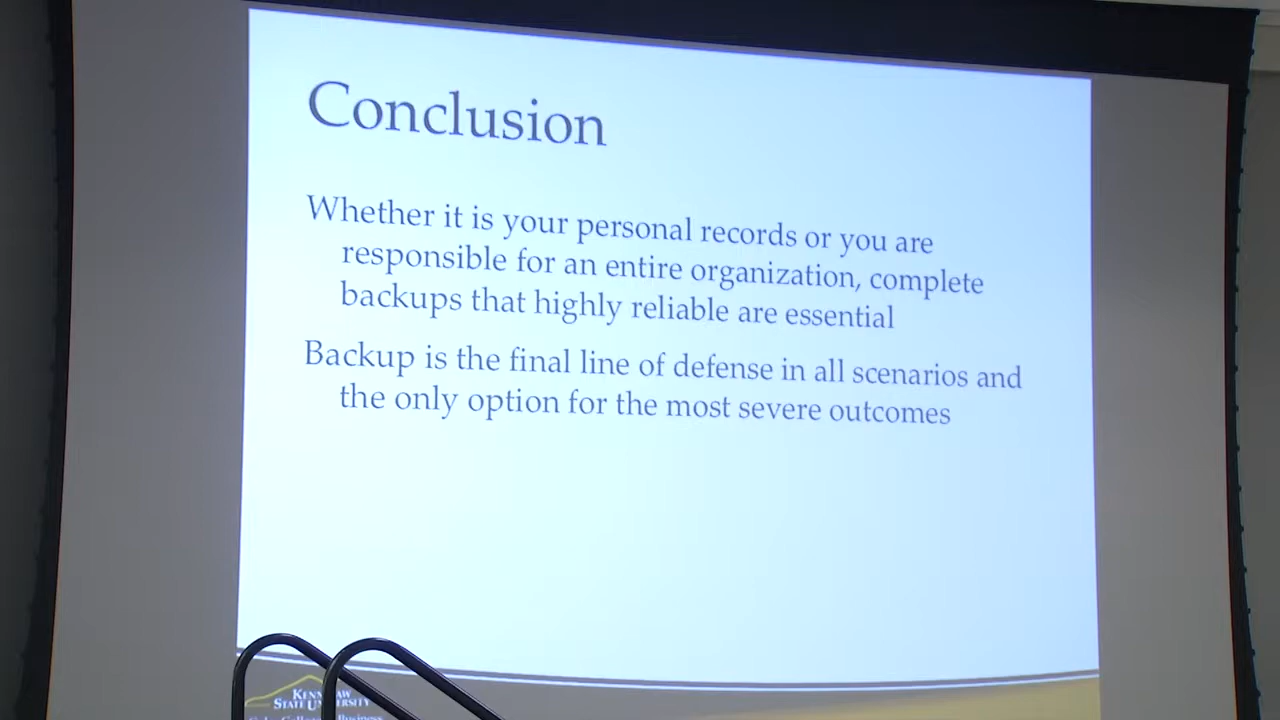 Conclusion
Whether it is your personal records or you are
responsible for an entire organization, complete
backups that highly reliable are essential
Backup is the final line of defense in all scenarios and
the only option for the most severe outcomes
STATE